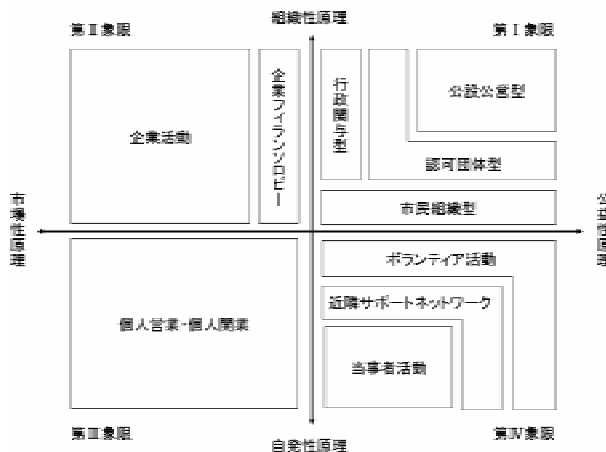 組織性原理
第Ⅱ象限
第Ⅰ象限
企業活動
企業フィランソロピー
行政関与型
公設公営型
認可団体型
市民組織型
市場性原理
公益性原理
ボランティア活動
近隣サポートネットワーク
個人営業・個人開業
当事者活動
第Ⅲ象限
第Ⅳ象限
自発性原理